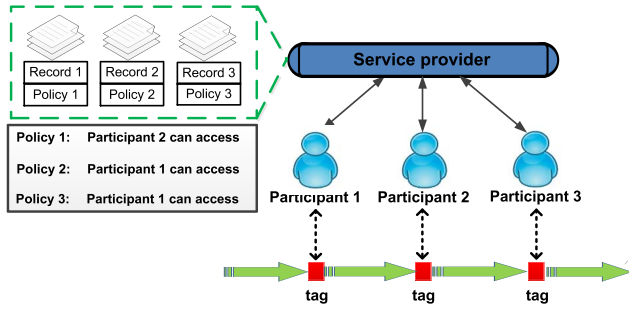 Record 1
Record 2
Record 3
Policy 1
Policy 2
Policy 3
Service provider
Policy 1: Participant 2 can access
Policy 2: Participant 1 can access
Policy 3: Participant 1 can access
Participant 1
Participant 2
Participant 3
tag
tag
tag